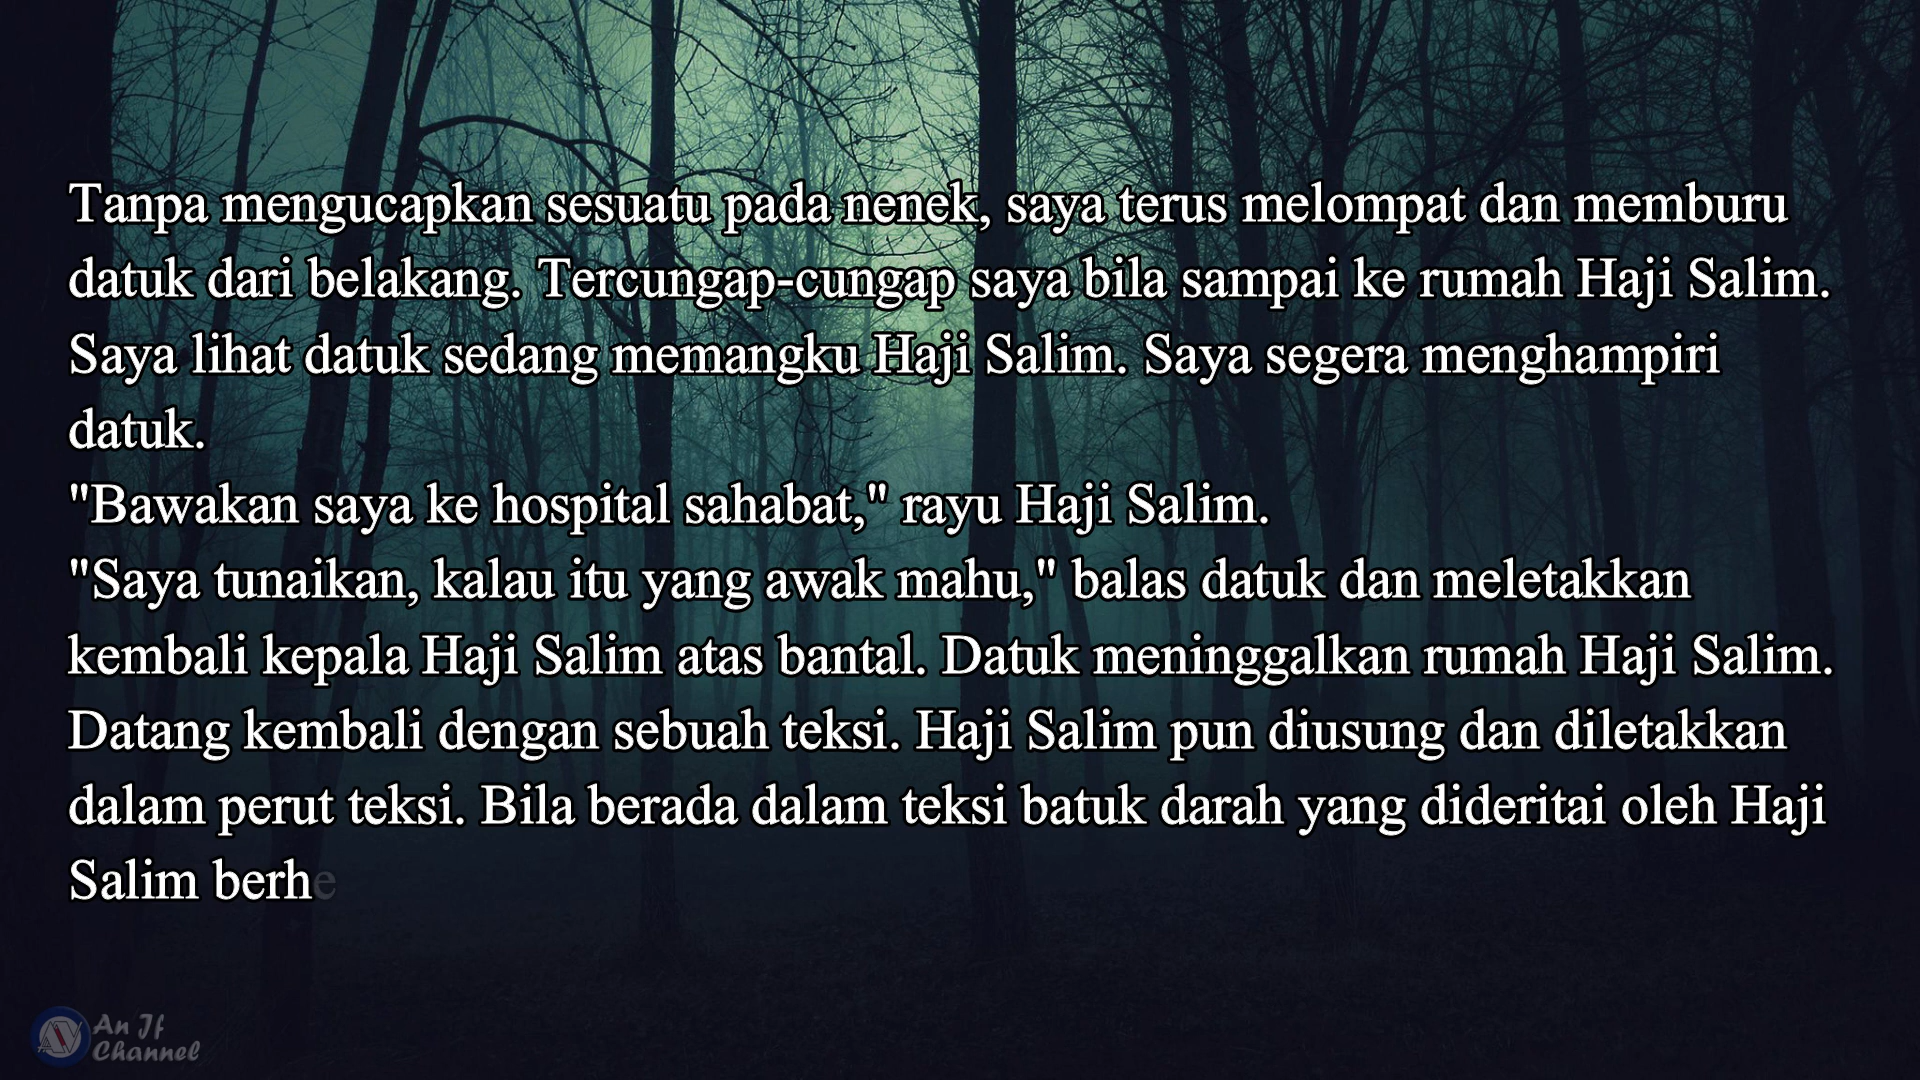 Tanpa mengucapkan sesuatu pada nenek, saya terus melompat dan memburu
datuk dari belakang. Tercungap-cungap saya bila sampai ke rumah Haji Salim.
Saya lihat datuk sedang memangku Haji Salim. Saya segera menghampiri
datuk.
"Bawakan saya ke hospital sahabat," rayu Haji Salim.
"Saya tunaikan, kalau itu yang awak mahu," balas datuk dan meletakkan
kembali kepala Haji Salim atas bantal. Datuk meninggalkan rumah Haji Salim.
Datang kembali dengan sebuah teksi. Haji Salim pun diusung dan diletakkan
dalam perut teksi. Bila berada dalam teksi batuk darah yang dideritai oleh Haji
Salim berhe
An If
Channel